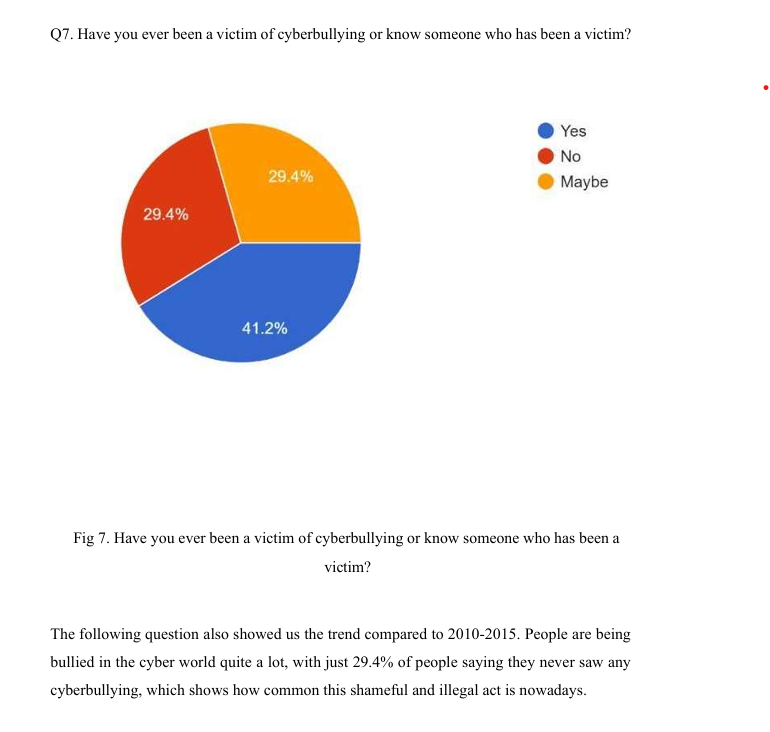 Q7. Have you ever been a victim of cyberbullying or know someone who has been a victim?
Yes
No
Maybe
29.4%
29.4%
41.2%
Fig 7. Have you ever been a victim of cyberbullying or know someone who has been a
victim?
The following question also showed us the trend compared to 2010-2015. People are being
bullied in the cyber world quite a lot, with just 29.4% of people saying they never saw any
cyberbullying, which shows how common this shameful and illegal act is nowadays.